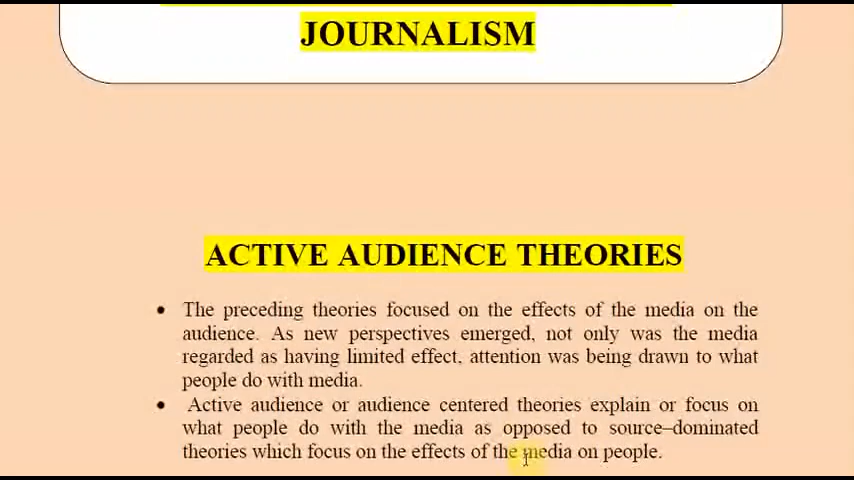 JOURNALISM
ACTIVE AUDIENCE THEORIES
• The preceding theories focused on the effects of the media on the
audience. As new perspectives emerged, not only was the media
regarded as having limited effect, attention was being drawn to what
people do with media.
• Active audience or audience centered theories explain or focus on
what people do with the media as opposed to source–dominated
theories which focus on the effects of the media on people.